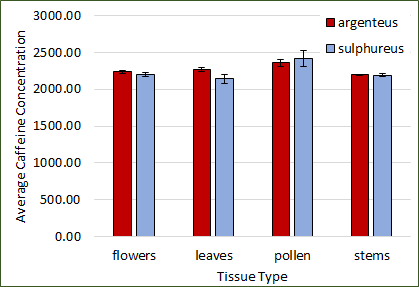 3000.00
2500.00
2000.00
1500.00
1000.00
500.00
0.00
Average Caffeine Concentration
argenteus
sulphureus
flowers leaves pollen stems
Tissue Type